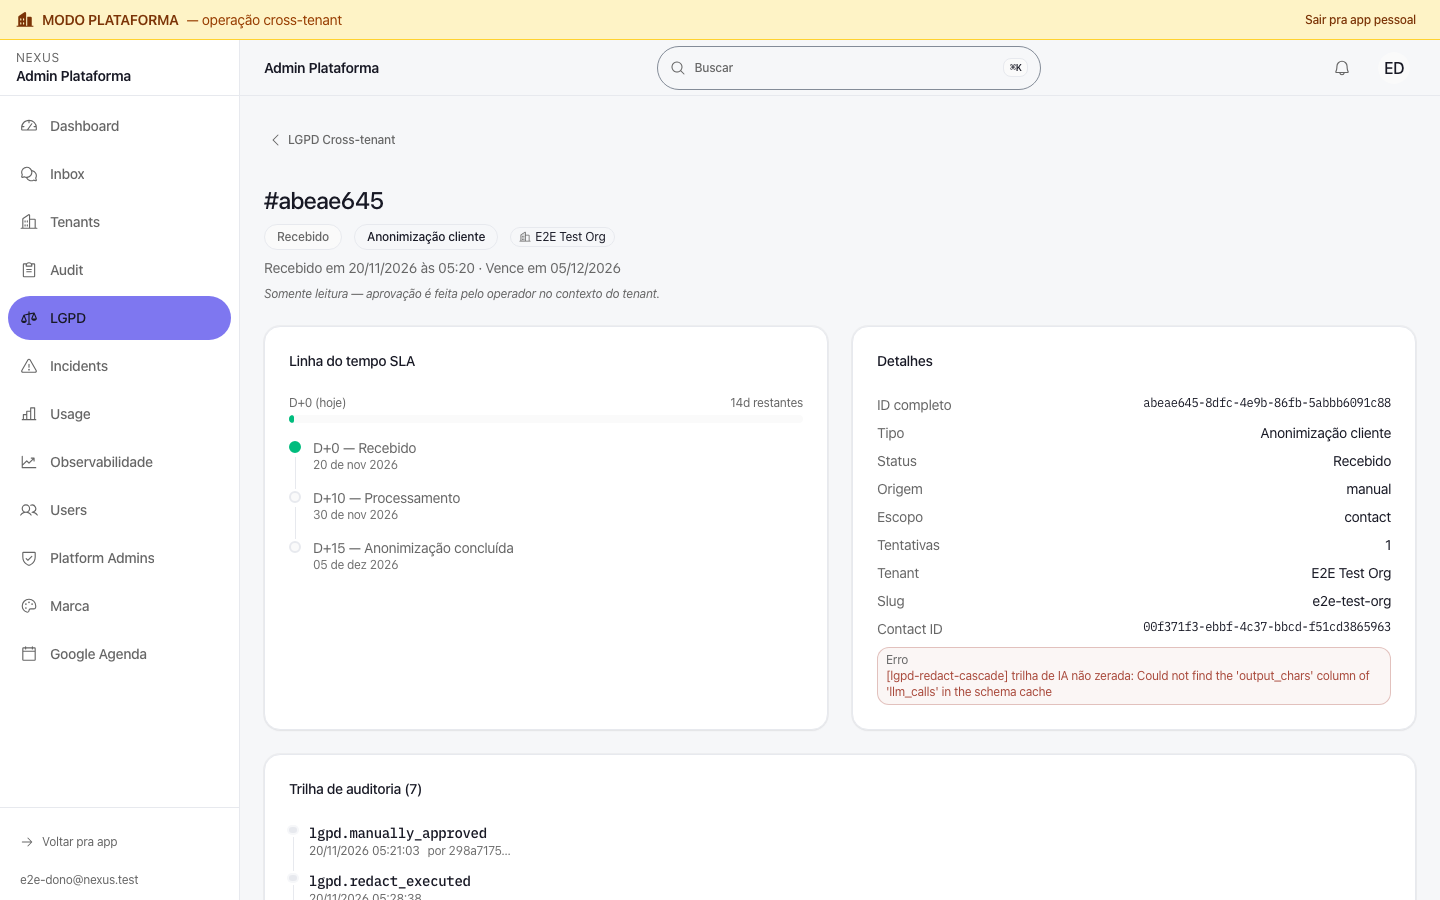 MODO PLATAFORMA — operação cross-tenant
Sair pra app pessoal
NEXUS
Admin Plataforma
Admin Plataforma
Buscar
⌘K
ED
Dashboard
Inbox
Tenants
Audit
LGPD
Incidents
Usage
Observabilidade
Users
Platform Admins
Marca
Google Agenda
Voltar pra app
e2e-dono@nexus.test
LGPD Cross-tenant
#abeae645
Recebido
Anonimização cliente
E2E Test Org
Recebido em 20/11/2026 às 05:20 · Vence em 05/12/2026
Somente leitura — aprovação é feita pelo operador no contexto do tenant.
Linha do tempo SLA
D+0 (hoje)
14d restantes
D+0 — Recebido
20 de nov 2026
D+10 — Processamento
30 de nov 2026
D+15 — Anonimização concluída
05 de dez 2026
Detalhes
ID completo abeae645-8dfc-4e9b-86fb-5abbb6091c88
Tipo Anonimização cliente
Status Recebido
Origem manual
Escopo contact
Tentativas 1
Tenant E2E Test Org
Slug e2e-test-org
Contact ID 00f371f3-ebbf-4c37-bbcd-f51cd3865963
Erro
[lgpd-redact-cascade] trilha de IA não zerada: Could not find the 'output_chars' column of
'llm_calls' in the schema cache
Trilha de auditoria (7)
lgpd.manually_approved
20/11/2026 05:21:03 por 298a7175...
lgpd.redact_executed
20/11/2026 05:28:38